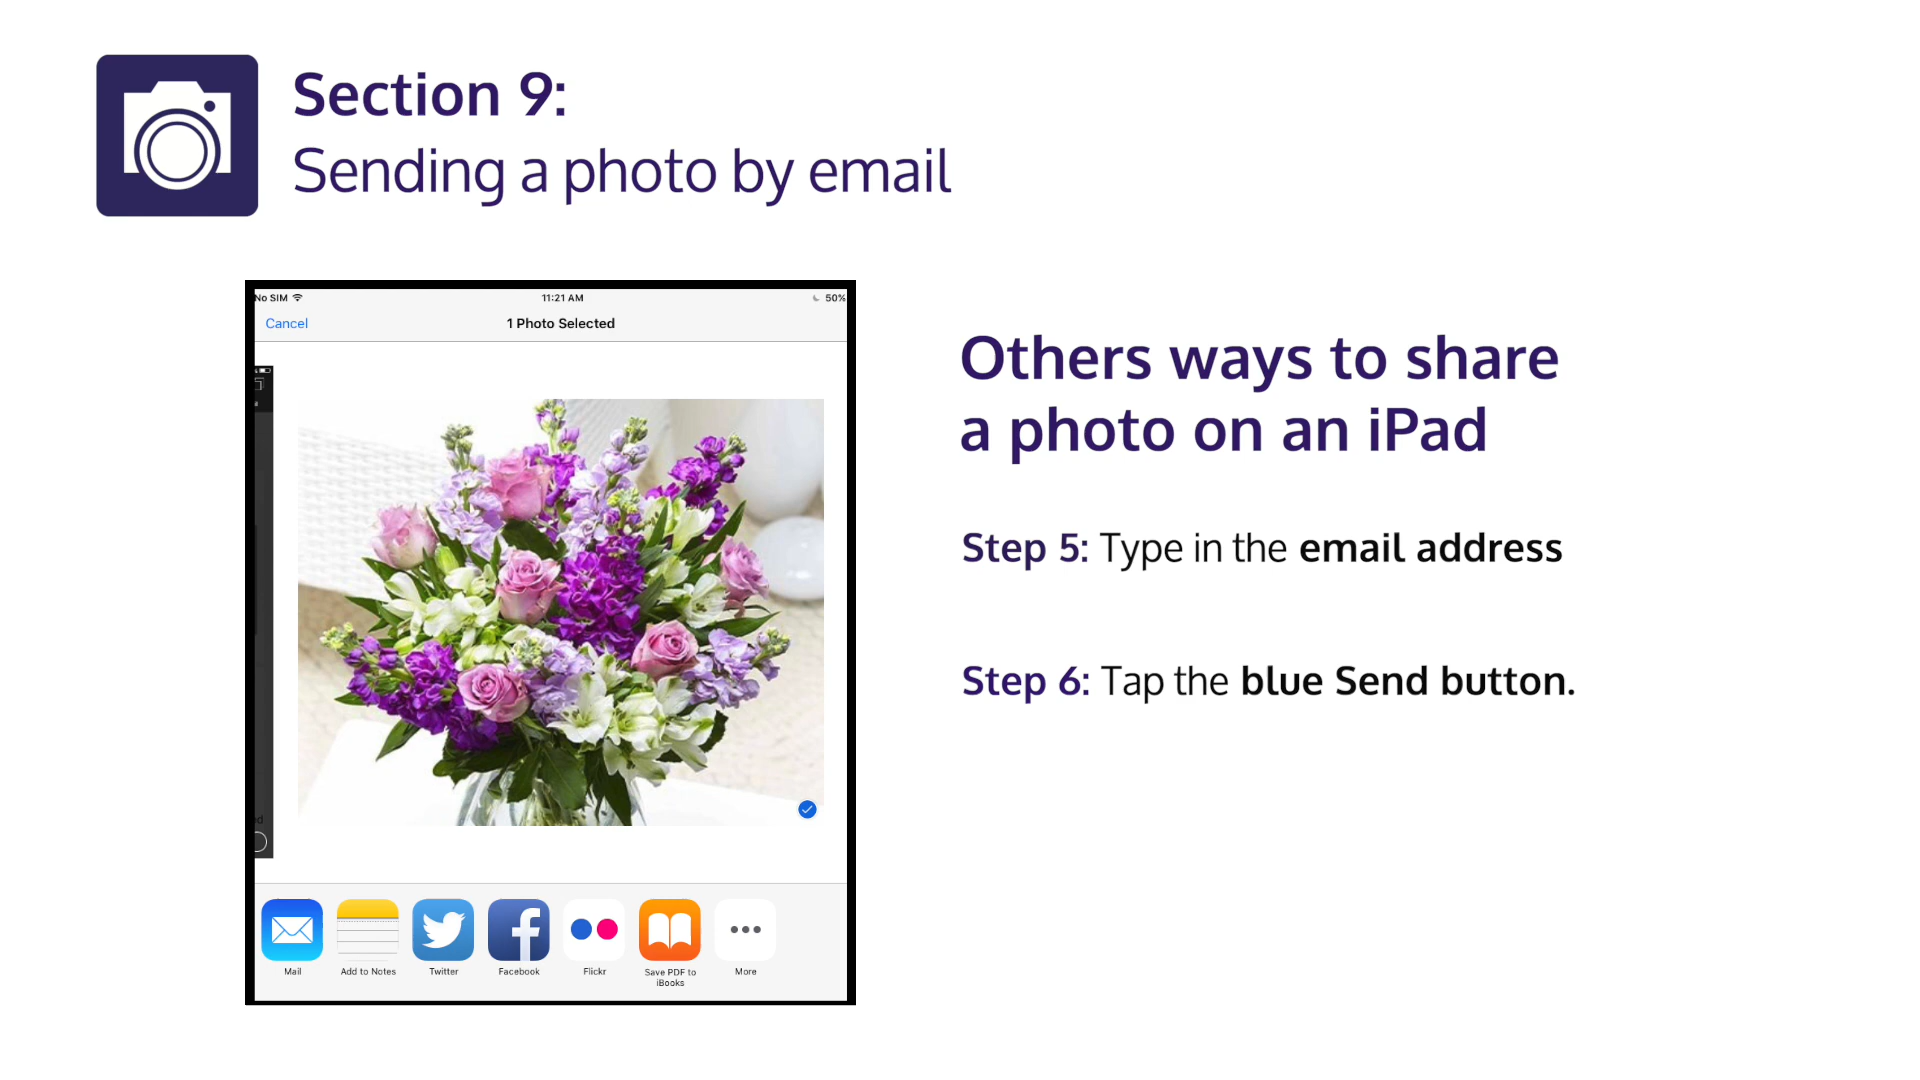 Section 9:
Sending a photo by email
No SIM 11:21 AM 50%
Cancel 1 Photo Selected
Others ways to share
a photo on an iPad
Step 5: Type in the email address
Step 6: Tap the blue Send button.
Mail Add to Notes Twitter Facebook Flickr Save PDF to iBooks More